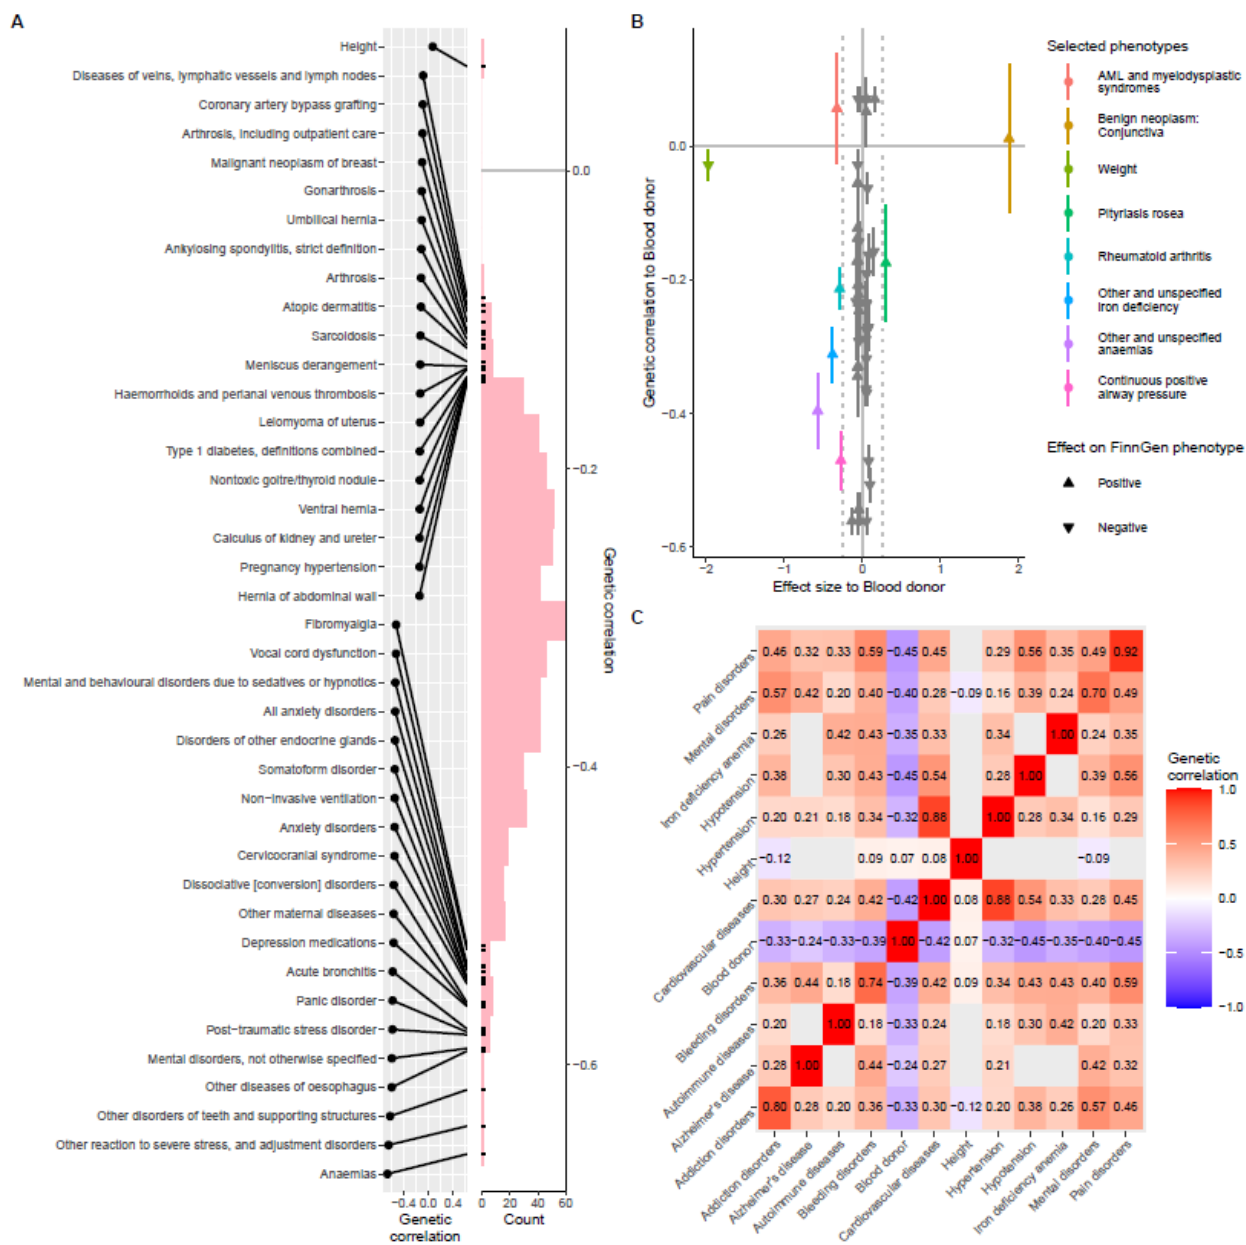 A
Height
Diseases of veins, lymphatic vessels and lymph nodes
Coronary artery bypass grafting
Arthrosis, including outpatient care
Malignant neoplasm of breast
Gonarthrosis
Umbilical hernia
Ankylosing spondylitis, strict definition
Arthrosis
Atopic dermatitis
Sarcoidosis
Meniscus derangement
Haemorrhoids and perianal venous thrombosis
Leiomyoma of uterus
Type 1 diabetes, definitions combined
Nontoxic goitre/thyroid nodule
Ventral hernia
Calculus of kidney and ureter
Pregnancy hypertension
Hernia of abdominal wall
Fibromyalgia
Vocal cord dysfunction
Mental and behavioural disorders due to sedatives or hypnotics
All anxiety disorders
Disorders of other endocrine glands
Somatoform disorder
Non-invasive ventilation
Anxiety disorders
Cervicocranial syndrome
Dissociative [conversion] disorders
Other maternal diseases
Depression medications
Acute bronchitis
Panic disorder
Post-traumatic stress disorder
Mental disorders, not otherwise specified
Other diseases of oesophagus
Other disorders of teeth and supporting structures
Other reaction to severe stress, and adjustment disorders
Anaemias
-0.4 0.0 0.4
Genetic
correlation
0 20 40 60
Count
0.0
-0.2
-0.4
-0.6
Genetic correlation
B
0.0
-0.2
-0.4
-0.6
Genetic correlation to Blood donor
-2 -1 0 1 2
Effect size to Blood donor
Selected phenotypes
AML and myelodysplastic
syndromes
Benign neoplasm:
Conjunctiva
Weight
Pityriasis rosea
Rheumatoid arthritis
Other and unspecified
iron deficiency
Other and unspecified
anaemias
Continuous positive
airway pressure
Effect on FinnGen phenotype
Positive
Negative
C
Pain disorders 0.46 0.32 0.33 0.59 -0.45 0.45 0.29 0.56 0.35 0.49 0.92
Mental disorders 0.57 0.42 0.20 0.40 -0.40 0.28 -0.09 0.16 0.39 0.24 0.70 0.49
Iron deficiency anemia 0.26 0.42 0.43 -0.35 0.33 0.34 1.00 0.24 0.35
Hypotension 0.38 0.30 0.43 -0.45 0.54 0.28 1.00 0.39 0.56
Hypertension 0.20 0.21 0.18 0.34 -0.32 0.88 1.00 0.28 0.34 0.16 0.29
Height -0.12 0.09 0.07 0.08 1.00 -0.09
Cardiovascular diseases 0.30 0.27 0.24 0.42 -0.42 1.00 0.08 0.88 0.54 0.33 0.28 0.45
Blood donor -0.33 -0.24 -0.33 -0.39 1.00 -0.42 0.07 -0.32 -0.45 -0.35 -0.40 -0.45
Bleeding disorders 0.36 0.44 0.18 0.74 -0.39 0.42 0.09 0.34 0.43 0.43 0.40 0.59
Autoimmune diseases 0.20 1.00 0.18 -0.33 0.24 0.18 0.30 0.42 0.20 0.33
Alzheimer's disease 0.28 1.00 0.44 -0.24 0.27 0.21 0.42 0.32
Addiction disorders 0.80 0.28 0.20 0.36 -0.33 0.30 -0.12 0.20 0.38 0.26 0.57 0.46
Addiction disorders
Alzheimer's disease
Autoimmune diseases
Bleeding disorders
Blood donor
Cardiovascular diseases
Height
Hypertension
Hypotension
Iron deficiency anemia
Mental disorders
Pain disorders
Genetic
correlation
1.0
0.5
0.0
-0.5
-1.0